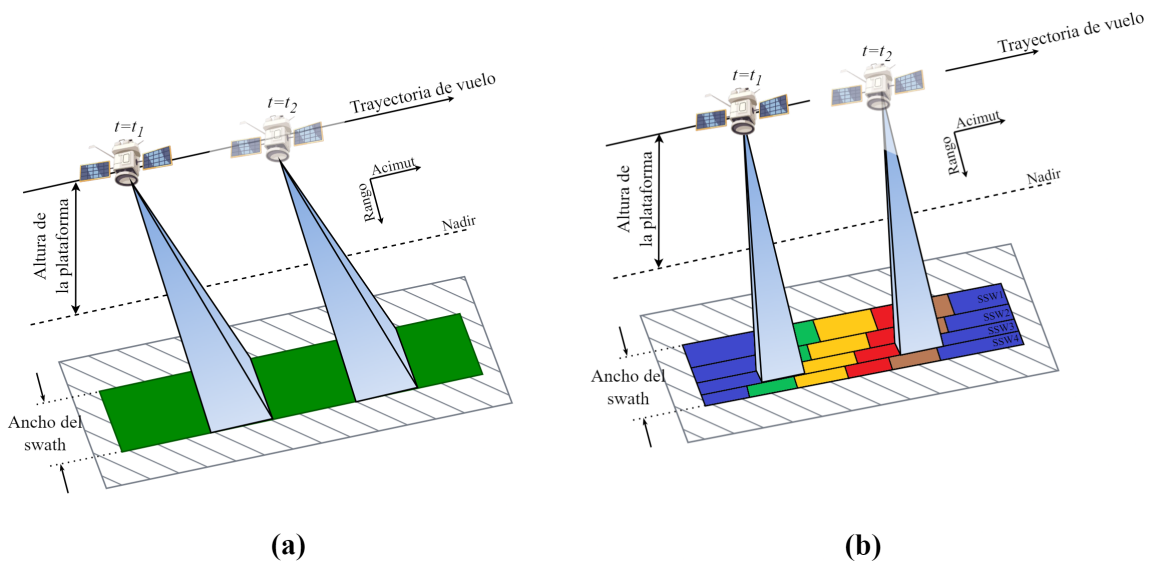 t=t1
t=t2
Trayectoria de vuelo
Altura de
la plataforma
Acimut
Rango
Nadir
Ancho del
swath
(a)
t=t1
t=t2
Trayectoria de vuelo
Altura de
la plataforma
Acimut
Rango
Nadir
SSW1
SSW2
SSW3
SSW4
Ancho del
swath
(b)